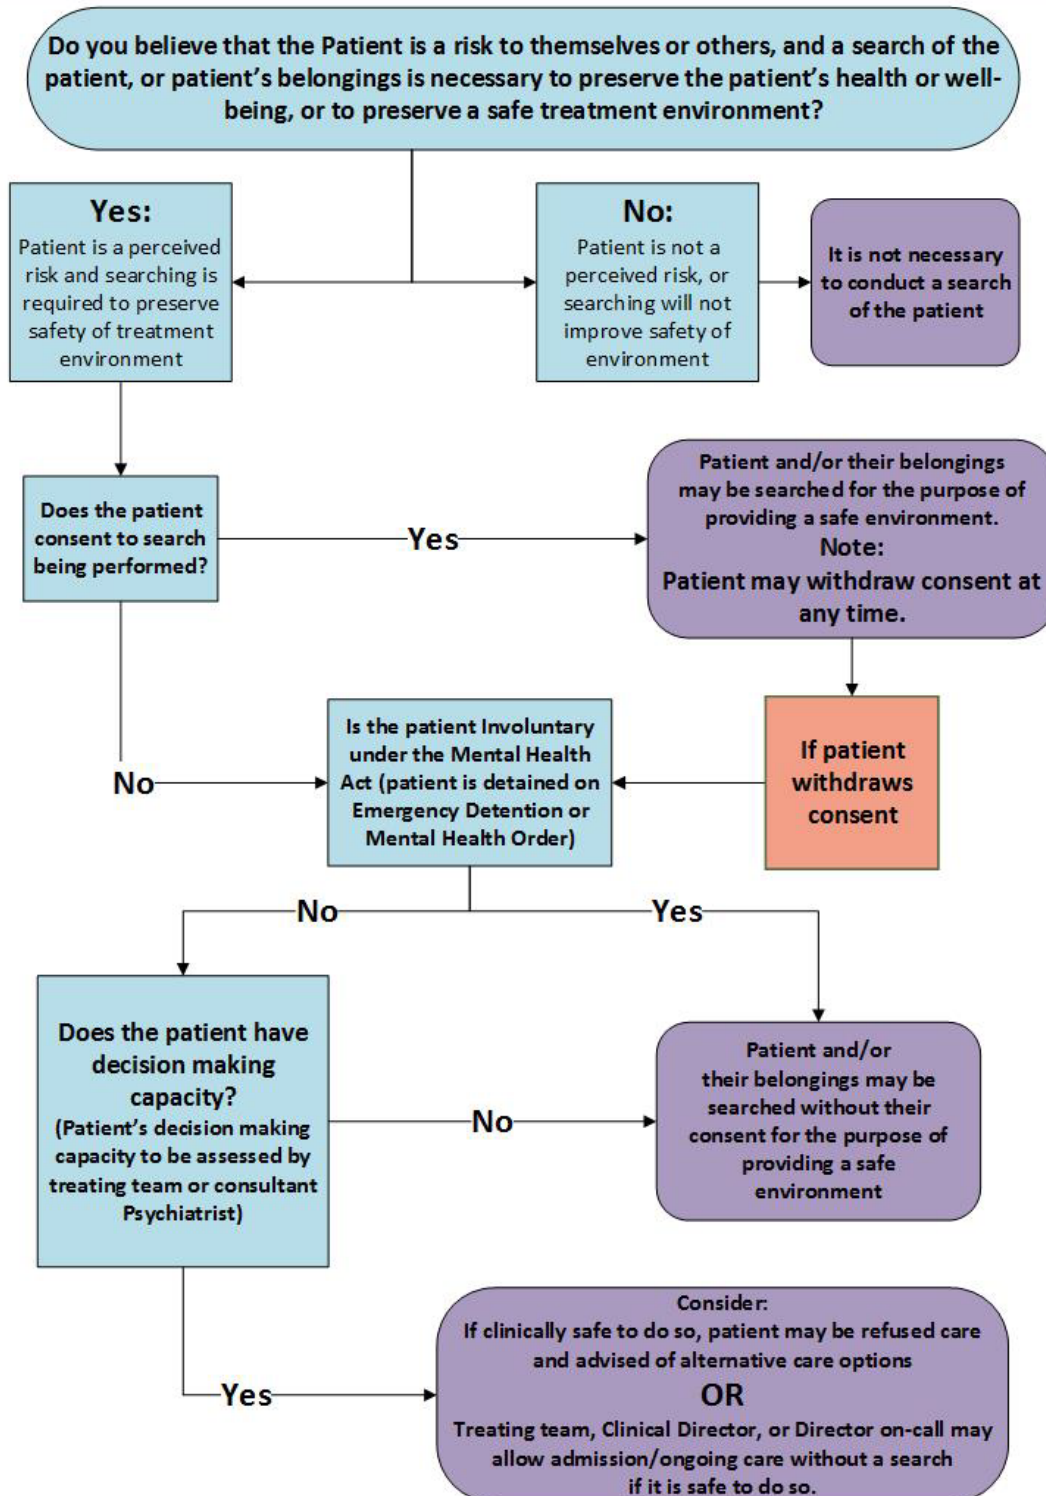 Do you believe that the Patient is a risk to themselves or others, and a search of the
patient, or patient's belongings is necessary to preserve the patient's health or well-
being, or to preserve a safe treatment environment?
Yes:
Patient is a perceived
risk and searching is
required to preserve
safety of treatment
environment
No:
Patient is not a
perceived risk, or
searching will not
improve safety of
environment
It is not necessary
to conduct a search
of the patient
Does the patient
consent to search
being performed?
Yes
Patient and/or their belongings
may be searched for the purpose of
providing a safe environment.
Note:
Patient may withdraw consent at
any time.
No
Is the patient Involuntary
under the Mental Health
Act (patient is detained on
Emergency Detention or
Mental Health Order)
If patient
withdraws
consent
No
Yes
Does the patient have
decision making
capacity?
(Patient's decision making
capacity to be assessed by
treating team or consultant
Psychiatrist)
No
Patient and/or
their belongings may be
searched without their
consent for the purpose of
providing a safe
environment
Yes
Consider:
If clinically safe to do so, patient may be refused care
and advised of alternative care options
OR
Treating team, Clinical Director, or Director on-call may
allow admission/ongoing care without a search
if it is safe to do so.